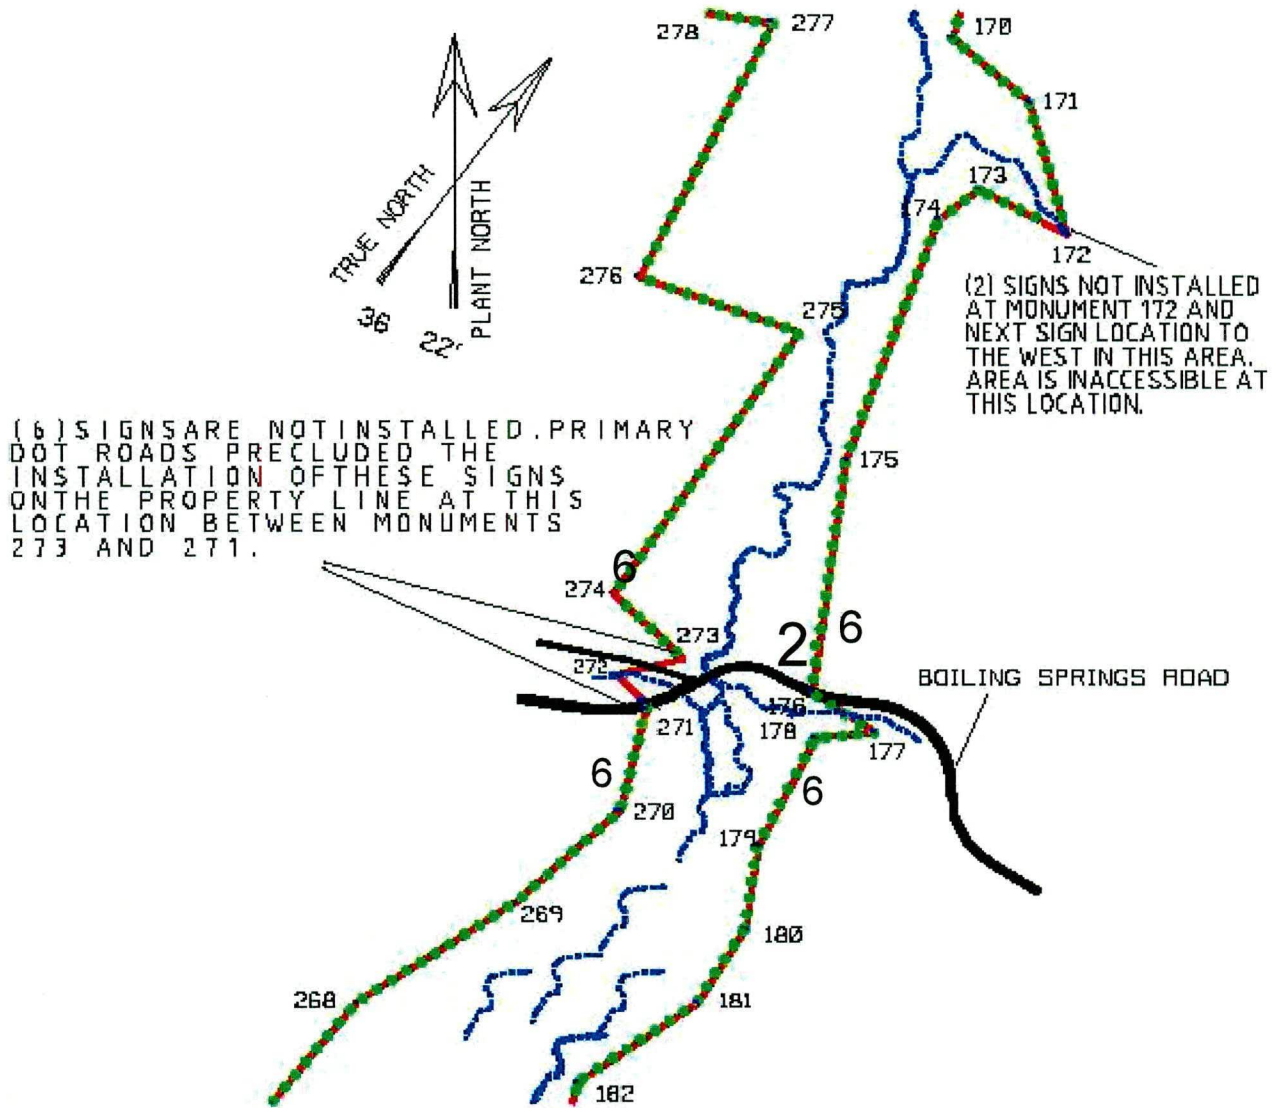 278
277
170
171
173
174
172
TRUE NORTH
PLANT NORTH
36
22'
276
275
(2) SIGNS NOT INSTALLED
AT MONUMENT 172 AND
NEXT SIGN LOCATION TO
THE WEST IN THIS AREA.
AREA IS INACCESSIBLE AT
THIS LOCATION.
(6)SIGNSARE NOTINSTALLED.PRIMARY
DOT ROADS PRECLUDED THE
INSTALLATION OFTHESE SIGNS
ONTHE PROPERTY LINE AT THIS
LOCATION BETWEEN MONUMENTS
273 AND 271.
175
6
274
273
2
6
272
BOILING SPRINGS ROAD
176
271
178
177
6
6
270
179
269
180
268
181
182